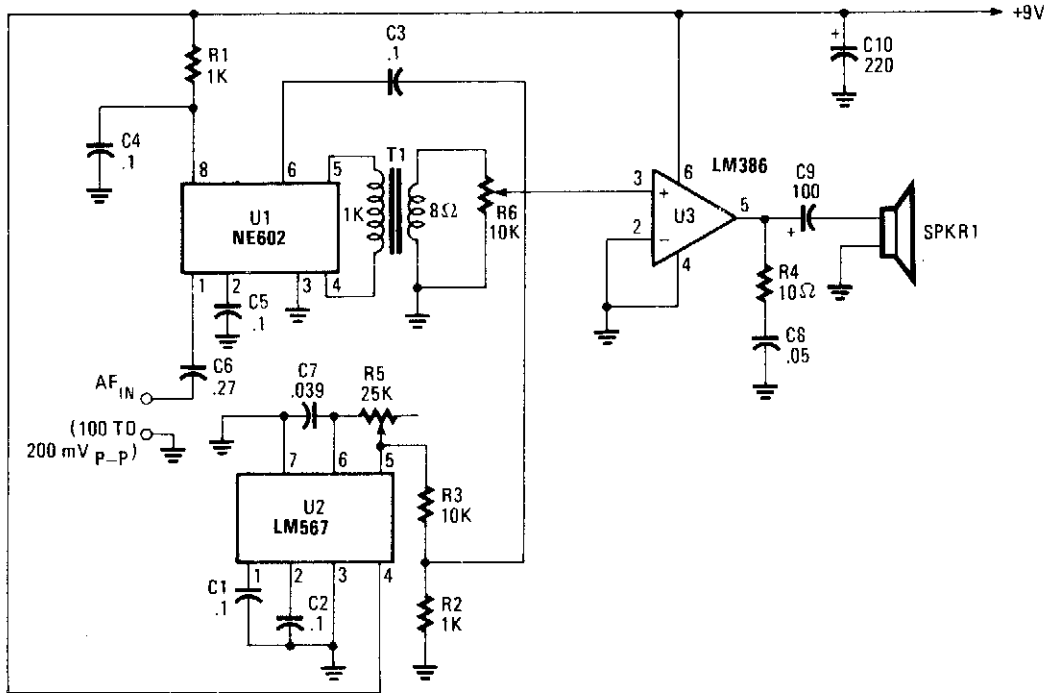 +9V
C3
.1
R1
1K
C10
220
+
C4
.1
T1
LM386
C9
100
8
6
5
3
6
1K
8Ω
R6
10K
+
U3
5
+
SPKR1
U1
NE602
2
−
4
R4
10Ω
1
2
3
4
C5
.1
C8
.05
C6
.27
C7
.039
R5
25K
AF IN
(100 TO
200 mV P–P)
7
6
5
U2
LM567
R3
10K
1
2
3
4
C1
.1
C2
.1
R2
1K